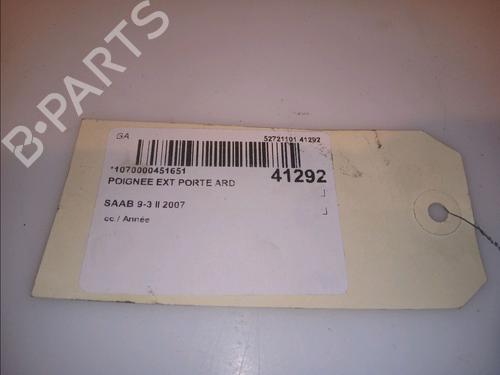 B-PARTS
GA 52721101 41292
*1070000451651
POIGNEE EXT PORTE ARD 41292
SAAB 9-3 II 2007
cc / Année